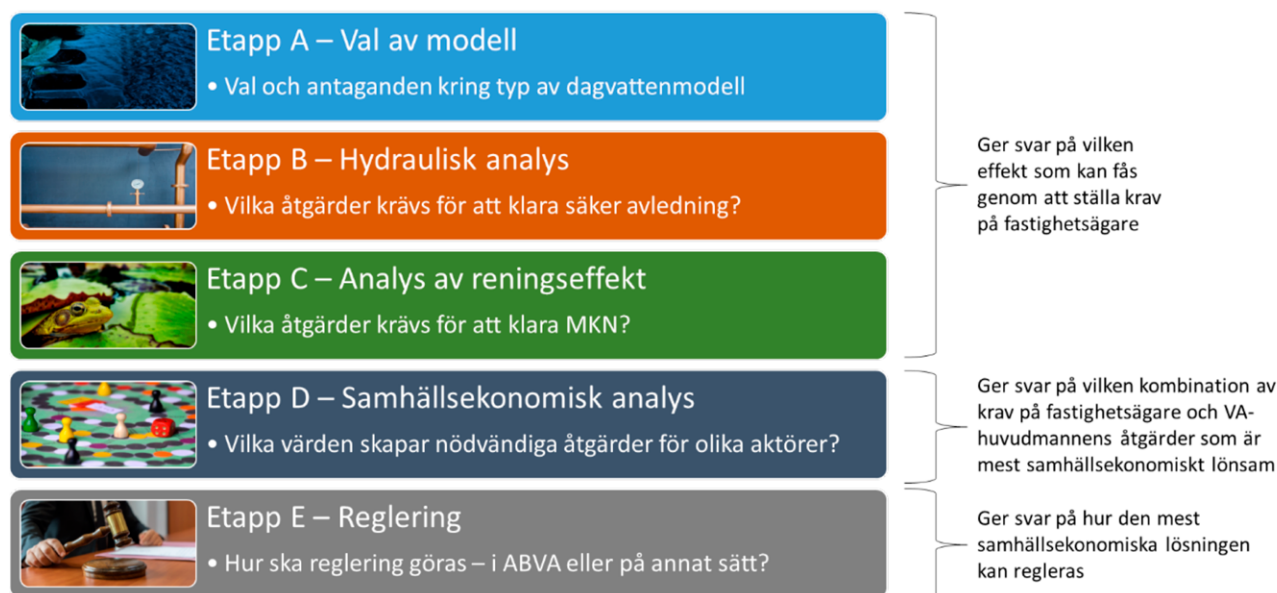 Etapp A – Val av modell
• Val och antaganden kring typ av dagvattenmodell
Etapp B – Hydraulisk analys
• Vilka åtgärder krävs för att klara säker avledning?
Etapp C – Analys av reningseffekt
• Vilka åtgärder krävs för att klara MKN?
Ger svar på vilken
effekt som kan fås
genom att ställa krav
på fastighetsägare
Etapp D – Samhällsekonomisk analys
• Vilka värden skapar nödvändiga åtgärder för olika aktörer?
Ger svar på vilken kombination av
krav på fastighetsägare och VA-
huvudmannens åtgärder som är
mest samhällsekonomiskt lönsam
Etapp E – Reglering
• Hur ska reglering göras – i ABVA eller på annat sätt?
Ger svar på hur den mest
samhällsekonomiska lösningen
kan regleras